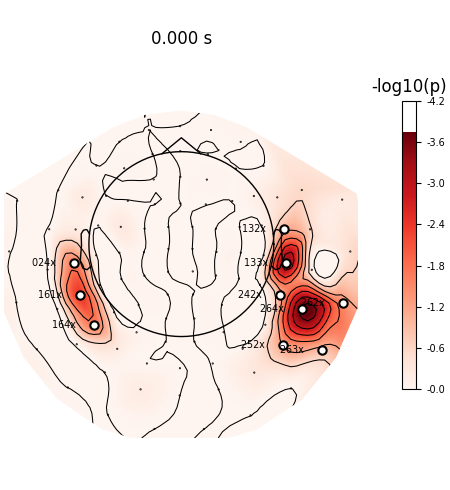 0.000 s
-log10(p)
-4.2
-3.6
-3.0
-2.4
-1.8
-1.2
-0.6
-0.0
132x
024x
133x
161x
242x
264x
164x
252x
263x